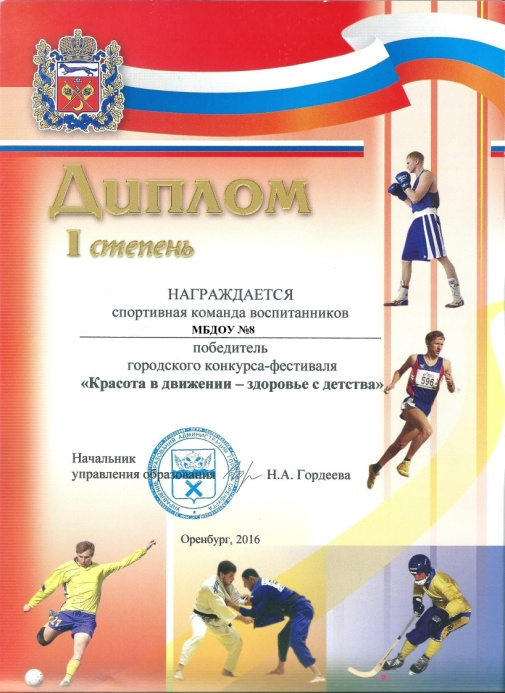 Диплом
I степень
НАГРАЖДАЕТСЯ
спортивная команда воспитанников
МБДОУ №8
победитель
городского конкурса-фестиваля
«Красота в движении – здоровье с детства»
Начальник
управления образования Н.А. Гордеева
Оренбург, 2016
596